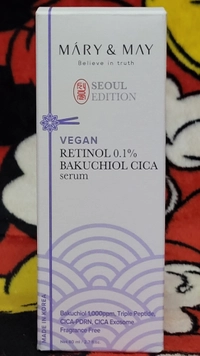 MÁRY & MAY
Believe in truth
SEOUL
EDITION
VEGAN
RETINOL 0.1%
BAKUCHIOL CICA
serum
Bakuchiol 1,000ppm, Triple Peptide
CICA-PDRN, CICA Exosome
Fragrance Free
MADE IN KOREA